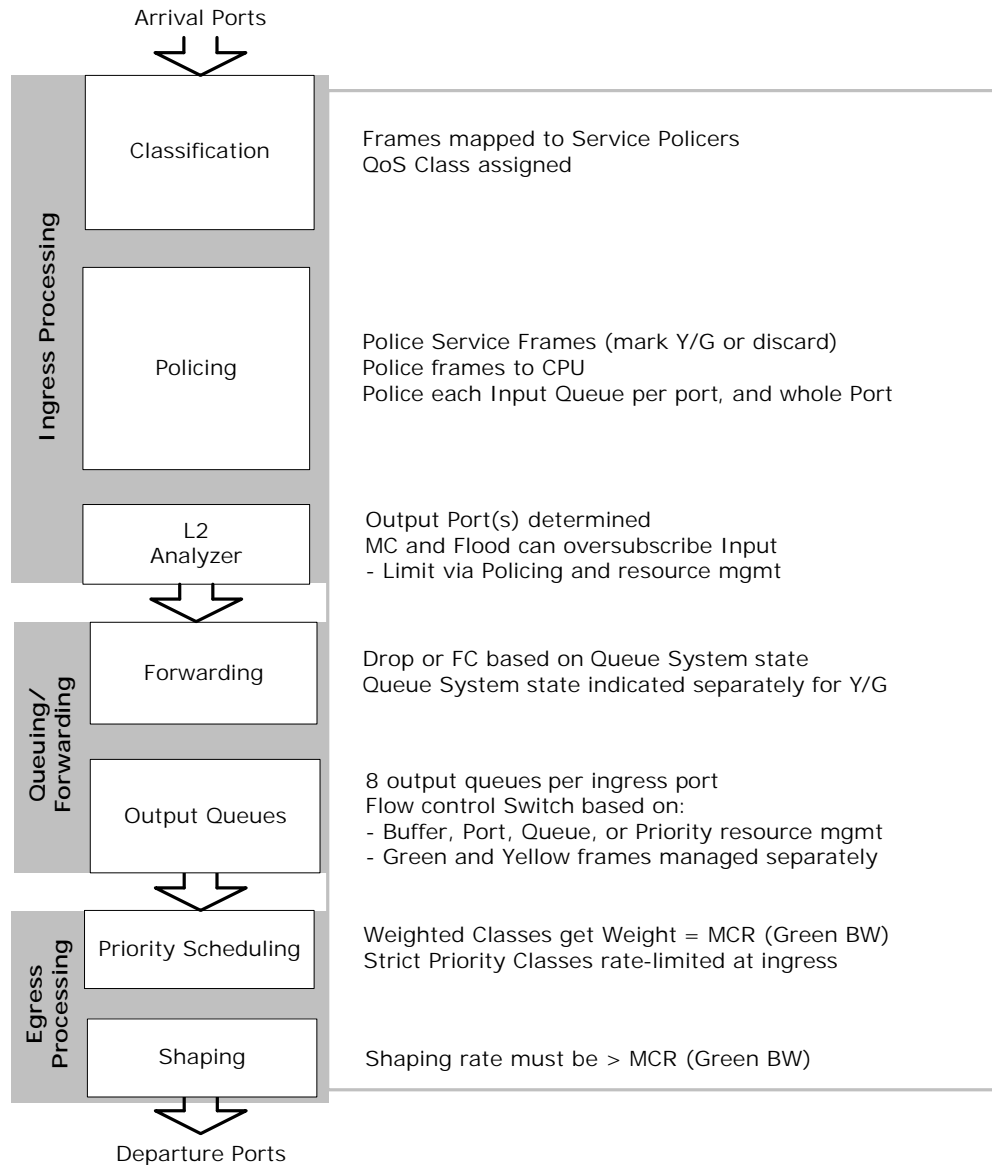 Arrival Ports
Ingress Processing
Classification
Frames mapped to Service Policers
QoS Class assigned
Policing
Police Service Frames (mark Y/G or discard)
Police frames to CPU
Police each Input Queue per port, and whole Port
L2
Analyzer
Output Port(s) determined
MC and Flood can oversubscribe Input
- Limit via Policing and resource mgmt
Queuing/
Forwarding
Forwarding
Drop or FC based on Queue System state
Queue System state indicated separately for Y/G
Output Queues
8 output queues per ingress port
Flow control Switch based on:
- Buffer, Port, Queue, or Priority resource mgmt
- Green and Yellow frames managed separately
Egress
Processing
Priority Scheduling
Weighted Classes get Weight = MCR (Green BW)
Strict Priority Classes rate-limited at ingress
Shaping
Shaping rate must be > MCR (Green BW)
Departure Ports